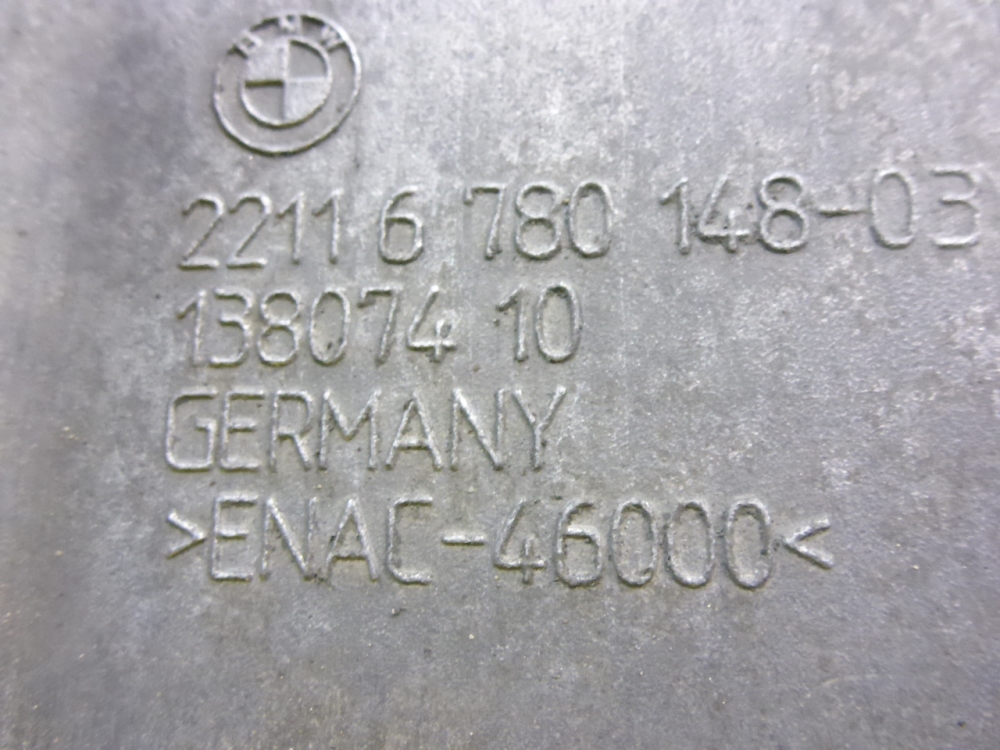 BMW
2211 6 780 148-03
138074 10
GERMANY
>ENAC-46000<